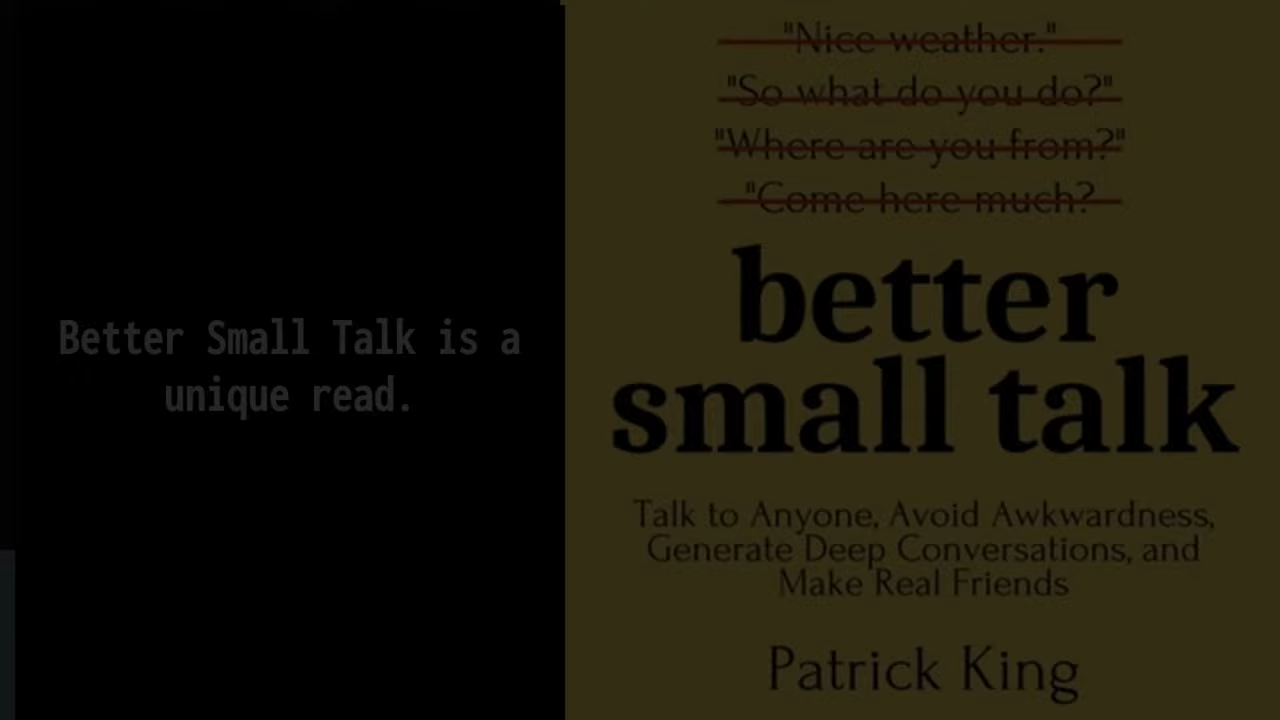 Better Small Talk is a
unique read.
"Nice weather."
"So what do you do?"
"Where are you from?"
"Come here much?
better
small talk
Talk to Anyone, Avoid Awkwardness,
Generate Deep Conversations, and
Make Real Friends
Patrick King